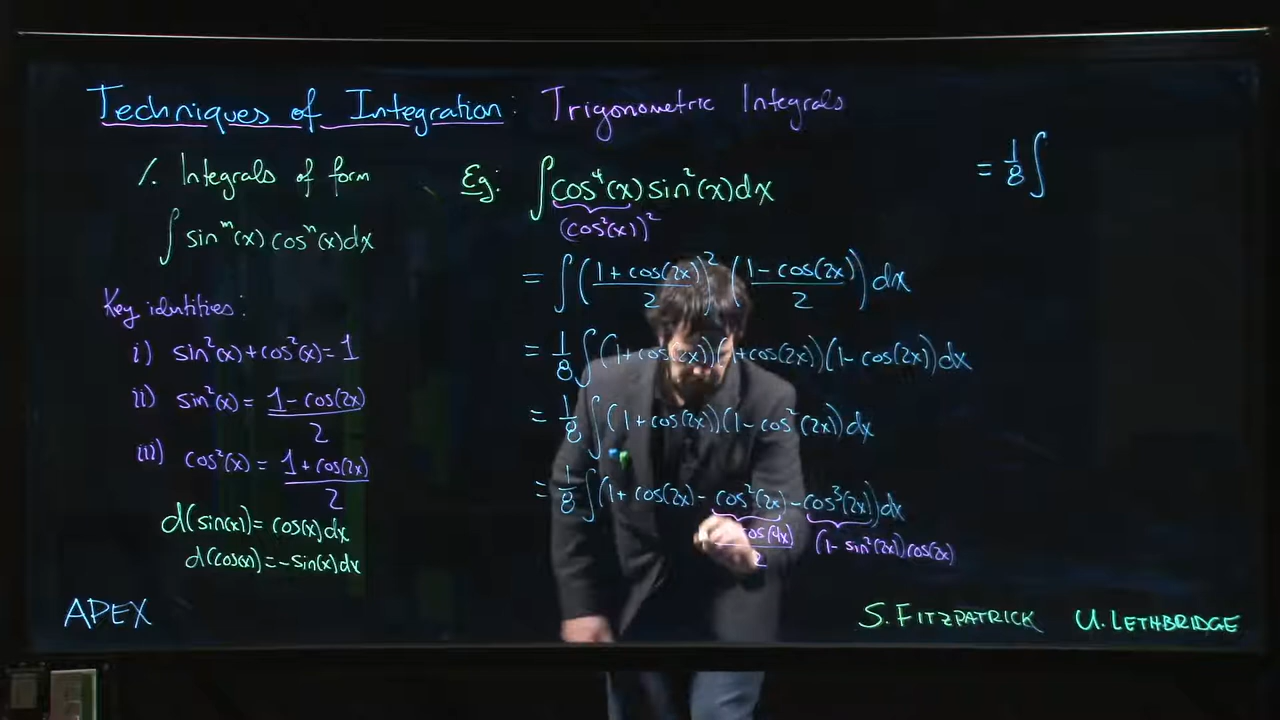 Techniques of Integration: Trigonometric Integrals
1. Integrals of form
∫ sin^m(x) cos^n(x) dx
Key identities:
i) sin²(x) + cos²(x) = 1
ii) sin²(x) = (1 - cos(2x))/2
iii) cos²(x) = (1 + cos(2x))/2
d(sin(x)) = cos(x) dx
d(cos(x)) = -sin(x) dx
APEX
Eg: ∫ cos⁴(x) sin²(x) dx
(cos²(x))²
= ∫ ((1 + cos(2x))/2)² ((1 - cos(2x))/2) dx
= 1/8 ∫ (1 + cos(2x))(1 + cos(2x))(1 - cos(2x)) dx
= 1/8 ∫ (1 + cos(2x))(1 - cos²(2x)) dx
= 1/8 ∫ (1 + cos(2x) - cos²(2x) - cos³(2x)) dx
cos(4x)/2 (1 - sin²(2x)) cos(2x)
= 1/8 ∫
S. FITZPATRICK U. LETHBRIDGE